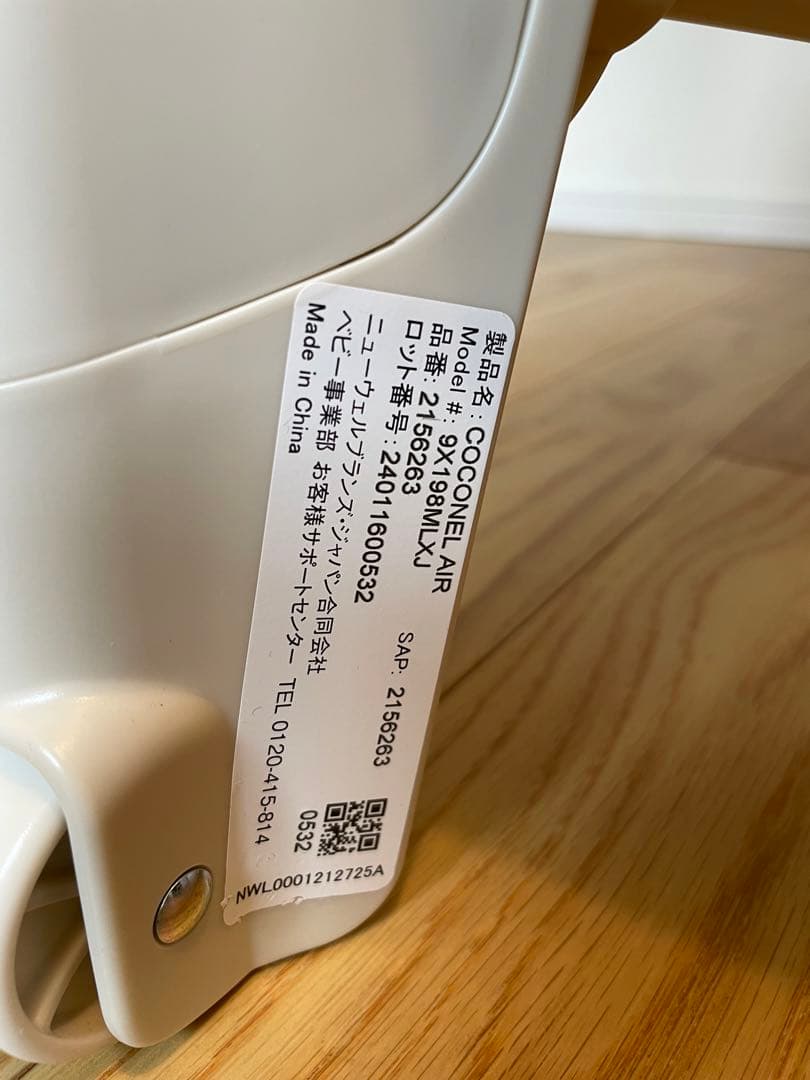 製品名: COCONEL AIR
Model #: 9X198MLXJ
品番: 2156263
SAP: 2156263
ロット番号: 24011600532
ニューウェルブランズ・ジャパン合同会社
ベビー事業部 お客様サポートセンター TEL 0120-415-814
Made in China
0532
NWL0001212725A